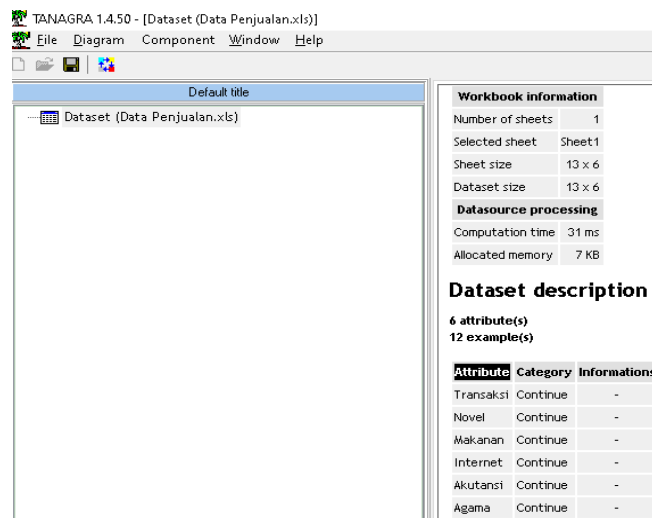 TANAGRA 1.4.50 - [Dataset (Data Penjualan.xls)]
File Diagram Component Window Help
Default title
Dataset (Data Penjualan.xls)
Workbook information
Number of sheets 1
Selected sheet Sheet1
Sheet size 13 x 6
Dataset size 13 x 6
Datasource processing
Computation time 31 ms
Allocated memory 7 KB
Dataset description
6 attribute(s)
12 example(s)
Attribute Category Informations
Transaksi Continue -
Novel Continue -
Makanan Continue -
Internet Continue -
Akutansi Continue -
Agama Continue -